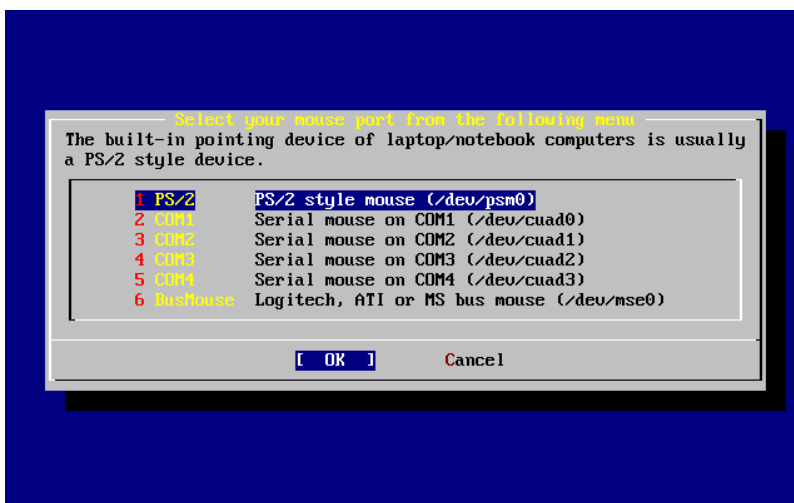 Select your mouse port from the following menu
The built-in pointing device of laptop/notebook computers is usually
a PS/2 style device.
1 PS/2 PS/2 style mouse (/dev/psm0)
2 COM1 Serial mouse on COM1 (/dev/cuad0)
3 COM2 Serial mouse on COM2 (/dev/cuad1)
4 COM3 Serial mouse on COM3 (/dev/cuad2)
5 COM4 Serial mouse on COM4 (/dev/cuad3)
6 BusMouse Logitech, ATI or MS bus mouse (/dev/mse0)
[ OK ] Cancel